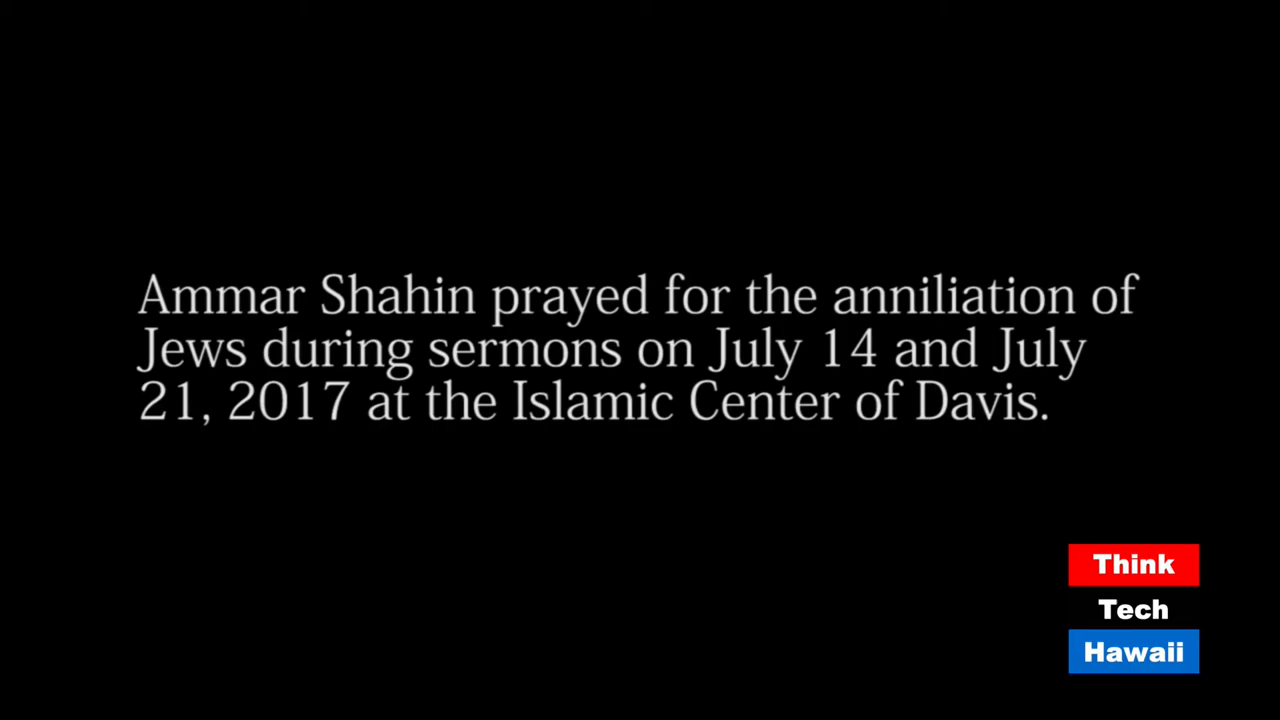 Ammar Shahin prayed for the anniliation of
Jews during sermons on July 14 and July
21, 2017 at the Islamic Center of Davis.
Think
Tech
Hawaii